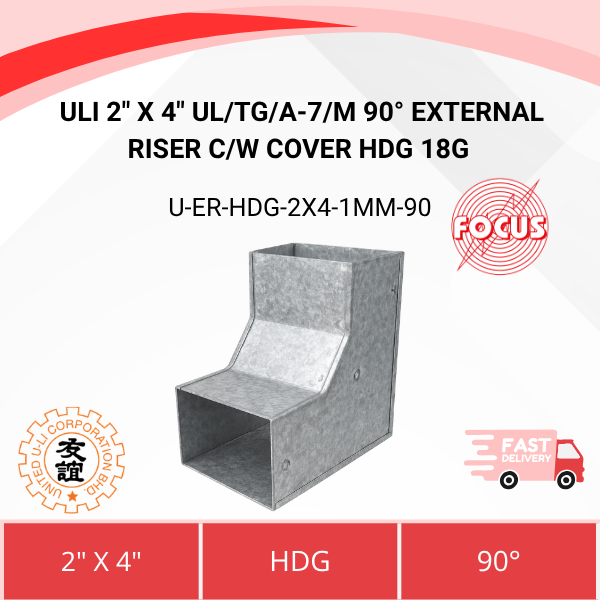 ULI 2" X 4" UL/TG/A-7/M 90° EXTERNAL
RISER C/W COVER HDG 18G
U-ER-HDG-2X4-1MM-90
FOCUS
UNITED U-LI CORPORATION BHD
友
誼
FAST
DELIVERY
2" X 4"
HDG
90°